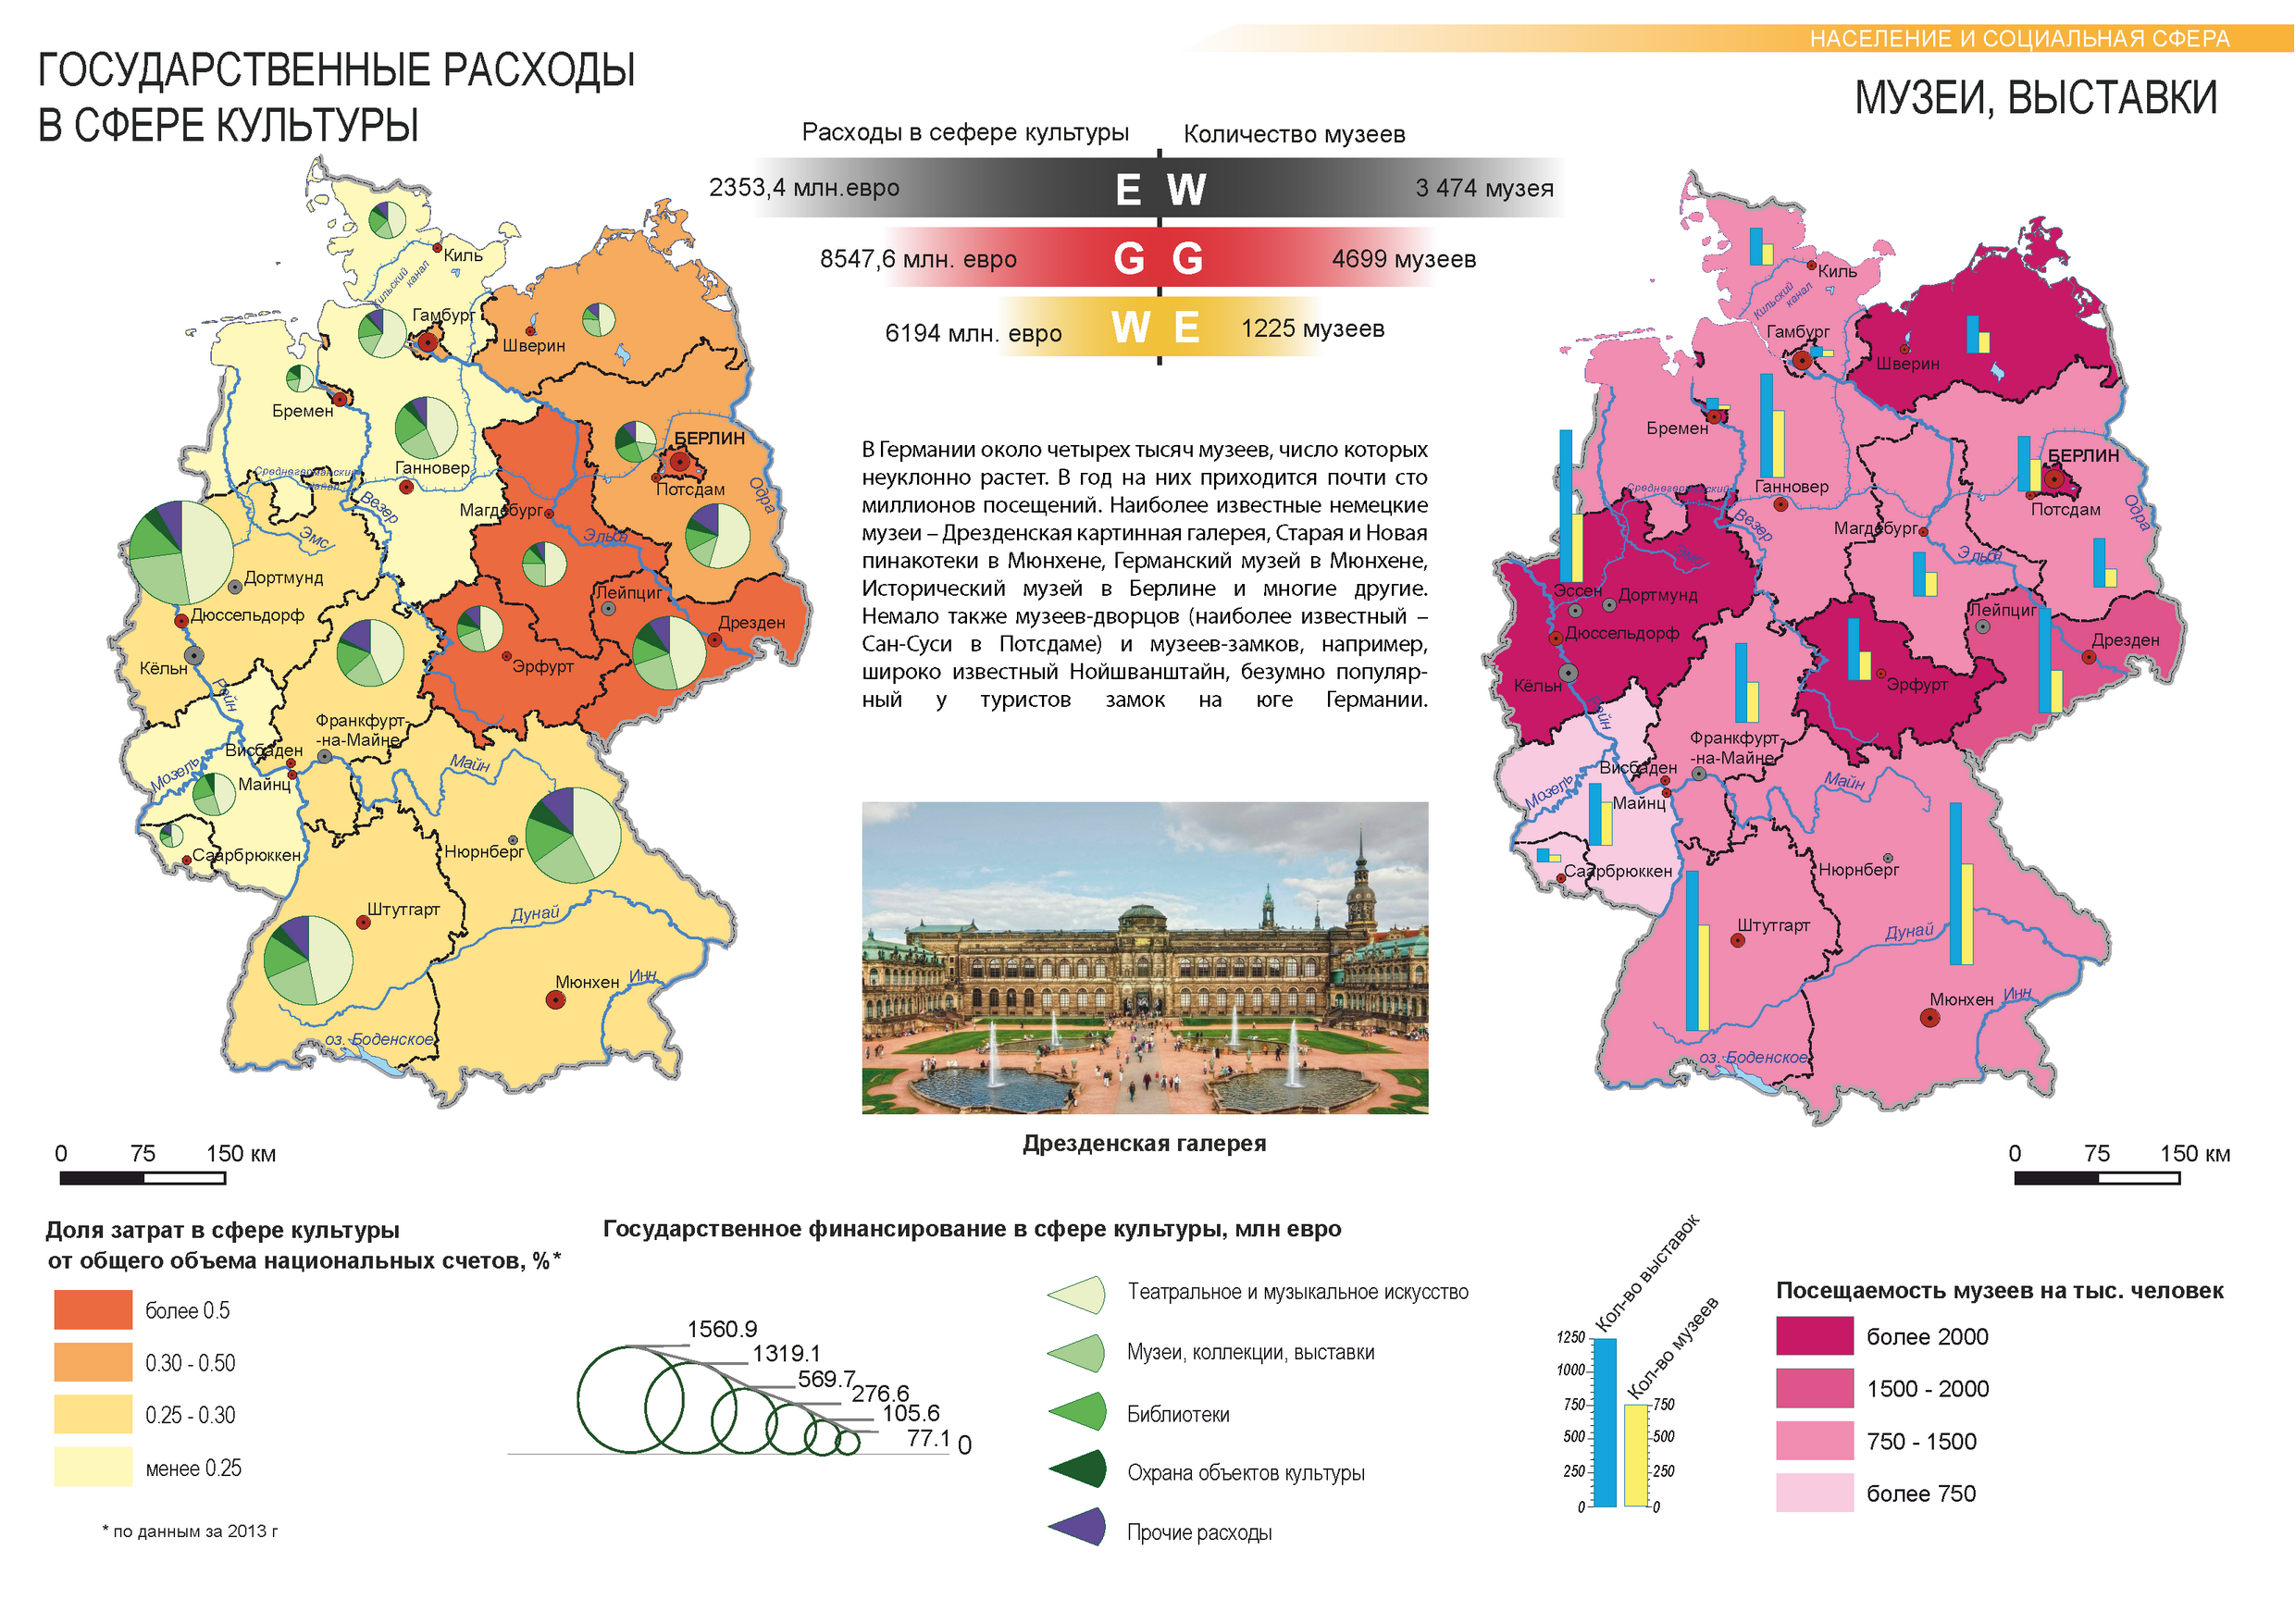 НАСЕЛЕНИЕ И СОЦИАЛЬНАЯ СФЕРА
ГОСУДАРСТВЕННЫЕ РАСХОДЫ
В СФЕРЕ КУЛЬТУРЫ
МУЗЕИ, ВЫСТАВКИ
Расходы в сефере культуры
Количество музеев
2353,4 млн.евро
E W
3 474 музея
8547,6 млн. евро
G G
4699 музеев
6194 млн. евро
W E
1225 музеев
Киль
Кильский
канал
Гамбург
Шверин
Бремен
БЕРЛИН
Ганновер
Среднегерманский
канал
Потсдам
Одра
Везер
Магдебург
Эльба
Эмс
Дортмунд
Лейпциг
Дюссельдорф
Дрезден
Кёльн
Эрфурт
Рейн
Франкфурт-
-на-Майне
Висбаден
Майн
Мозель
Майнц
Саарбрюккен
Нюрнберг
Штутгарт
Дунай
Мюнхен
Инн
оз. Боденское
В Германии около четырех тысяч музеев, число которых
неуклонно растет. В год на них приходится почти сто
миллионов посещений. Наиболее известные немецкие
музеи – Дрезденская картинная галерея, Старая и Новая
пинакотеки в Мюнхене, Германский музей в Мюнхене,
Исторический музей в Берлине и многие другие.
Немало также музеев-дворцов (наиболее известный –
Сан-Суси в Потсдаме) и музеев-замков, например,
широко известный Нойшванштайн, безумно популяр-
ный у туристов замок на юге Германии.
Дрезденская галерея
Киль
Кильский
канал
Гамбург
Шверин
Бремен
БЕРЛИН
Ганновер
Среднегерманский
Потсдам
Одра
Везер
Магдебург
Эльба
Эмс
Эссен
Дортмунд
Лейпциг
Дюссельдорф
Дрезден
Кёльн
Эрфурт
Рейн
Франкфурт-
-на-Майне
Висбаден
Майн
Мозель
Майнц
Саарбрюккен
Нюрнберг
Штутгарт
Дунай
Мюнхен
Инн
оз. Боденское
0 75 150 км
0 75 150 км
Доля затрат в сфере культуры
от общего объема национальных счетов, %*
более 0.5
0.30 - 0.50
0.25 - 0.30
менее 0.25
* по данным за 2013 г
Государственное финансирование в сфере культуры, млн евро
1560.9
1319.1
569.7
276.6
105.6
77.1
0
Театральное и музыкальное искусство
Музеи, коллекции, выставки
Библиотеки
Охрана объектов культуры
Прочие расходы
Кол-во выставок
Кол-во музеев
1250
1000
750 750
500 500
250 250
0 0
Посещаемость музеев на тыс. человек
более 2000
1500 - 2000
750 - 1500
более 750